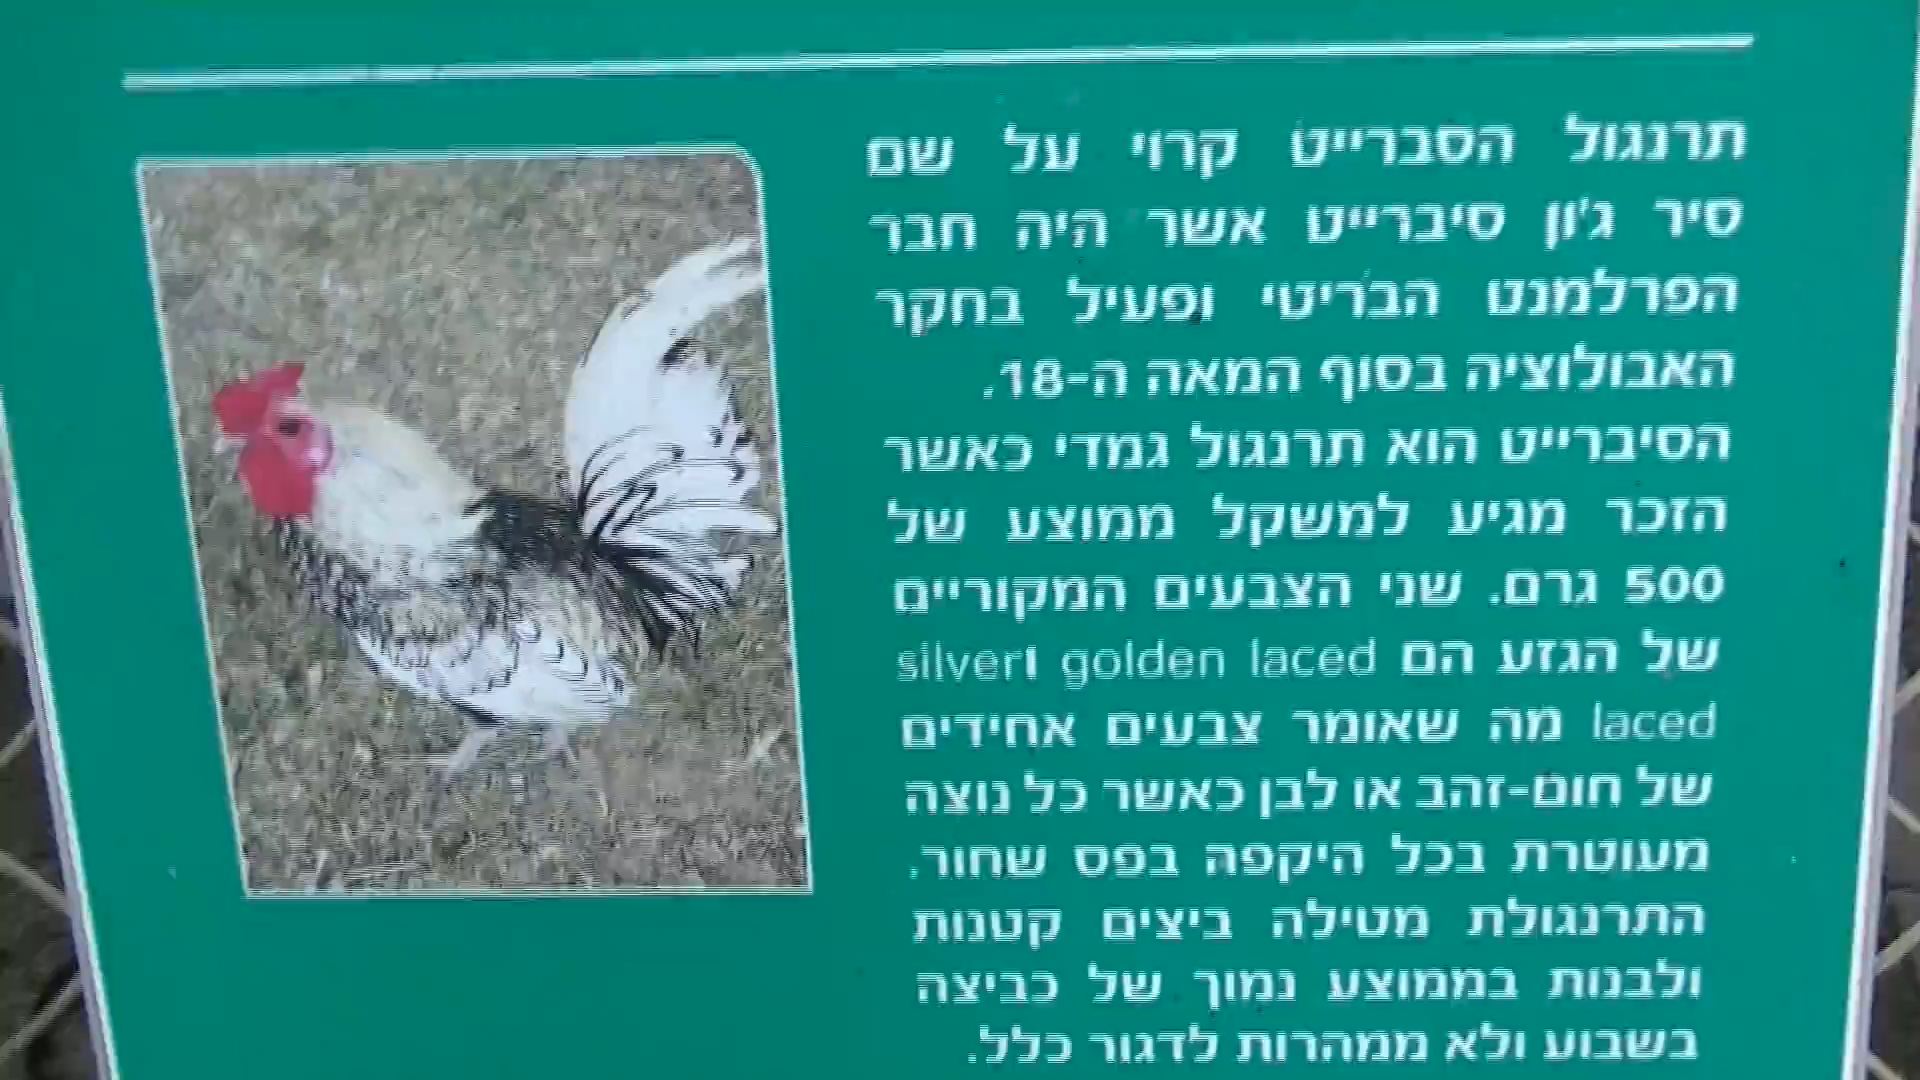 תרנגול הסברייט קרוי על שם
סיר ג'ון סיברייט אשר היה חבר
הפרלמנט הבריטי ופעיל בחקר
האבולוציה בסוף המאה ה-18.
הסיברייט הוא תרנגול גמדי כאשר
הזכר מגיע למשקל ממוצע של
500 גרם. שני הצבעים המקוריים
של הגזע הם golden laced וsilver
laced מה שאומר צבעים אחידים
של חום-זהב או לבן כאשר כל נוצה
מעוטרת בכל היקפה בפס שחור.
התרנגולת מטילה ביצים קטנות
ולבנות בממוצע נמוך של כביצה
בשבוע ולא ממהרות לדגור כלל.